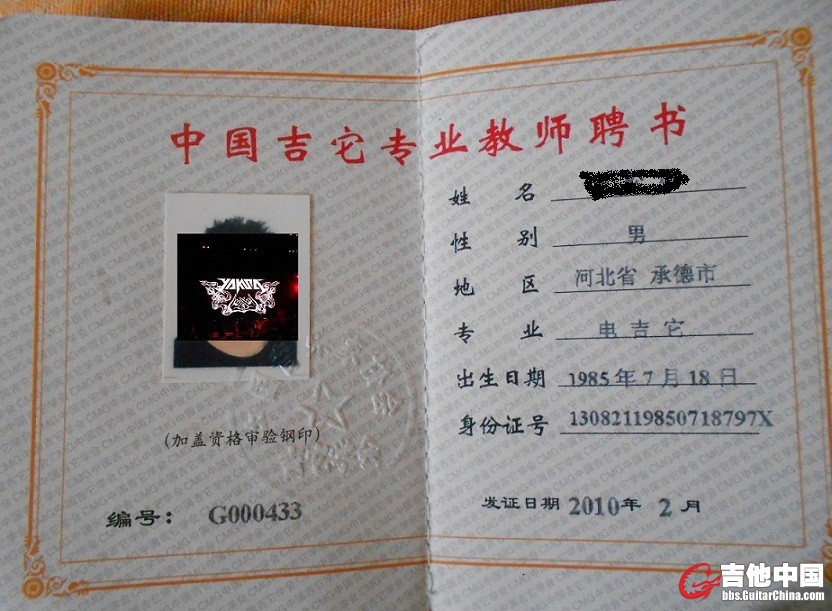 中国吉它专业教师聘书
姓 名
性 别 男
地 区 河北省 承德市
专 业 电吉它
出生日期 1985年7月18日
身份证号 13082119850718797X
(加盖资格审验钢印)
编号: G000433
发证日期 2010年 2 月
吉他中国
bbs.GuitarChina.com